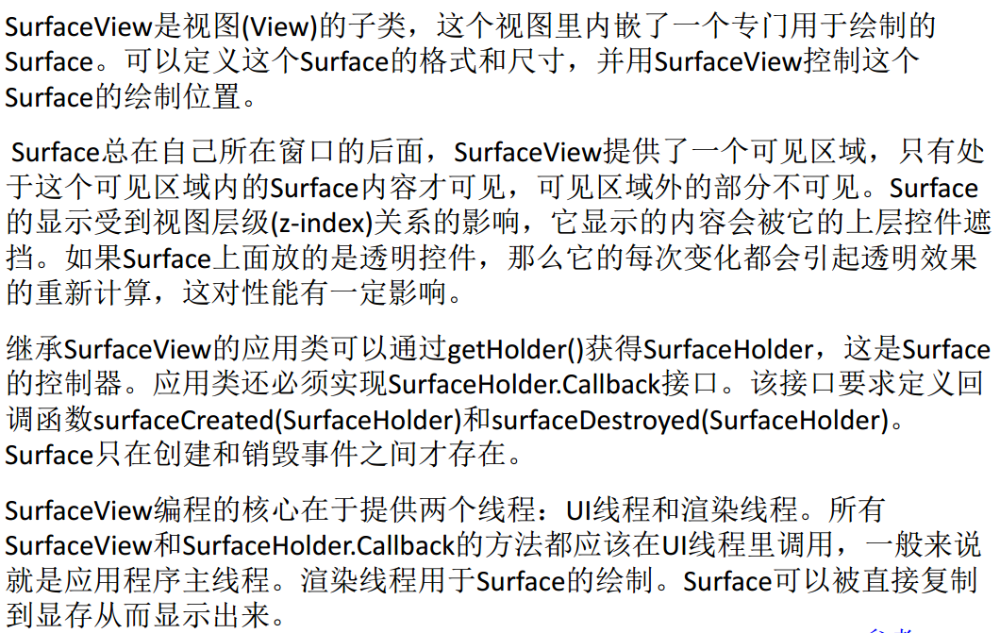 SurfaceView是视图(View)的子类，这个视图里内嵌了一个专门用于绘制的
Surface。可以定义这个Surface的格式和尺寸，并用SurfaceView控制这个
Surface的绘制位置。
Surface总在自己所在窗口的后面，SurfaceView提供了一个可见区域，只有处
于这个可见区域内的Surface内容才可见，可见区域外的部分不可见。Surface
的显示受到视图层级(z-index)关系的影响，它显示的内容会被它的上层控件遮
挡。如果Surface上面放的是透明控件，那么它的每次变化都会引起透明效果
的重新计算，这对性能有一定影响。
继承SurfaceView的应用类可以通过getHolder()获得SurfaceHolder，这是Surface
的控制器。应用类还必须实现SurfaceHolder.Callback接口。该接口要求定义回
调函数surfaceCreated(SurfaceHolder)和surfaceDestroyed(SurfaceHolder)。
Surface只在创建和销毁事件之间才存在。
SurfaceView编程的核心在于提供两个线程：UI线程和渲染线程。所有
SurfaceView和SurfaceHolder.Callback的方法都应该在UI线程里调用，一般来说
就是应用程序主线程。渲染线程用于Surface的绘制。Surface可以被直接复制
到显存从而显示出来。